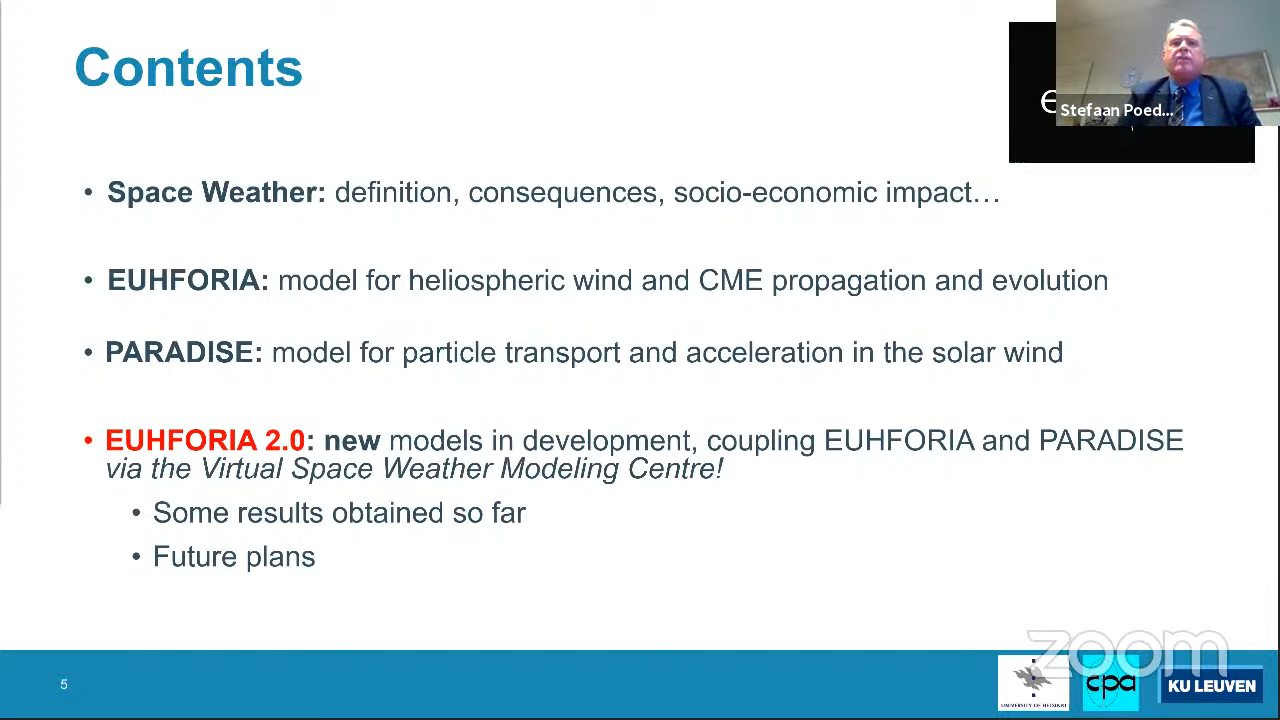 Contents
e
Stefaan Poed...
• Space Weather: definition, consequences, socio-economic impact…
• EUHFORIA: model for heliospheric wind and CME propagation and evolution
• PARADISE: model for particle transport and acceleration in the solar wind
• EUHFORIA 2.0: new models in development, coupling EUHFORIA and PARADISE
via the Virtual Space Weather Modeling Centre!
• Some results obtained so far
• Future plans
zoom
5
UNIVERSITY OF HELSINKI
cpa
KU LEUVEN